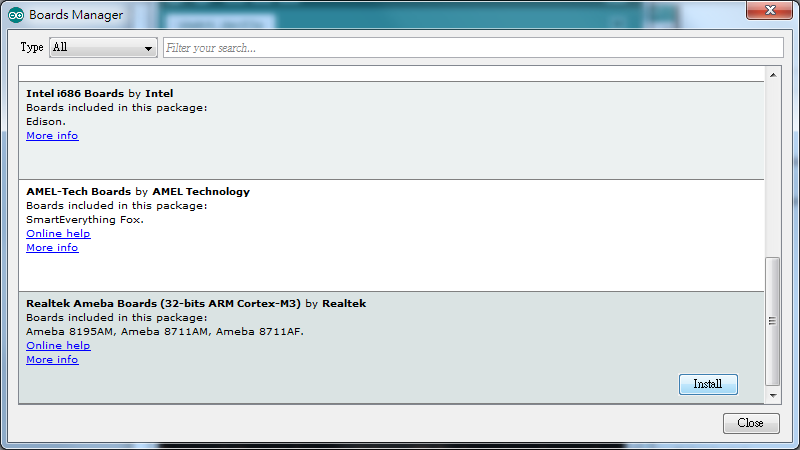 Boards Manager
Type All Filter your search...
Intel i686 Boards by Intel
Boards included in this package:
Edison.
More info
AMEL-Tech Boards by AMEL Technology
Boards included in this package:
SmartEverything Fox.
Online help
More info
Realtek Ameba Boards (32-bits ARM Cortex-M3) by Realtek
Boards included in this package:
Ameba 8195AM, Ameba 8711AM, Ameba 8711AF.
Online help
More info
Install
Close